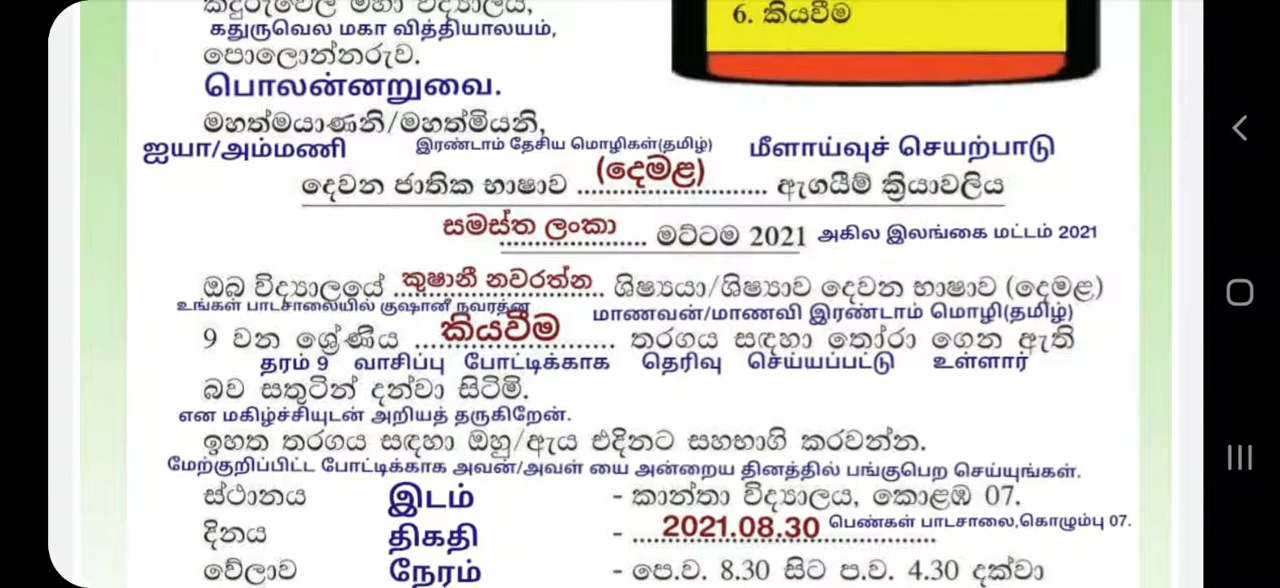 කදුරුවෙල මහා විද්‍යාලය,
6. කියවීම
கதுருவெல மகா வித்தியாலயம்,
පොලොන්නරුව.
பொலன்னறுவை.
මහත්මයාණනි/මහත්මියනි,
ஐயா/அம்மணி இரண்டாம் தேசிய மொழிகள்(தமிழ்) மீளாய்வுச் செயற்பாடு
දෙවන ජාතික භාෂාව (දෙමළ) ඇගයීම් ක්‍රියාවලිය
සමස්ත ලංකා මට්ටම 2021 அகில இலங்கை மட்டம் 2021
ඔබ විද්‍යාලයේ කුෂානී නවරත්න ශිෂ්‍යයා/ශිෂ්‍යාව දෙවන භාෂාව (දෙමළ)
உங்கள் பாடசாலையில் குஷானீ நவரத்ன மாணவன்/மாணவி இரண்டாம் மொழி(தமிழ்)
9 වන ශ්‍රේණිය කියවීම තරගය සඳහා තෝරා ගෙන ඇති
தரம் 9 வாசிப்பு போட்டிக்காக தெரிவு செய்யப்பட்டு உள்ளார்
බව සතුටින් දන්වා සිටිමි.
என மகிழ்ச்சியுடன் அறியத் தருகிறேன்.
ඉහත තරගය සඳහා ඔහු/ඇය එදිනට සහභාගි කරවන්න.
மேற்குறிப்பிட்ட போட்டிக்காக அவன்/அவள் யை அன்றைய தினத்தில் பங்குபெற செய்யுங்கள்.
ස්ථානය இடம் - කාන්තා විද්‍යාලය, කොළඹ 07.
දිනය திகதி - 2021.08.30 பெண்கள் பாடசாலை,கொழும்பு 07.
වේලාව நேரம் - පෙ.ව. 8.30 සිට ප.ව. 4.30 දක්වා